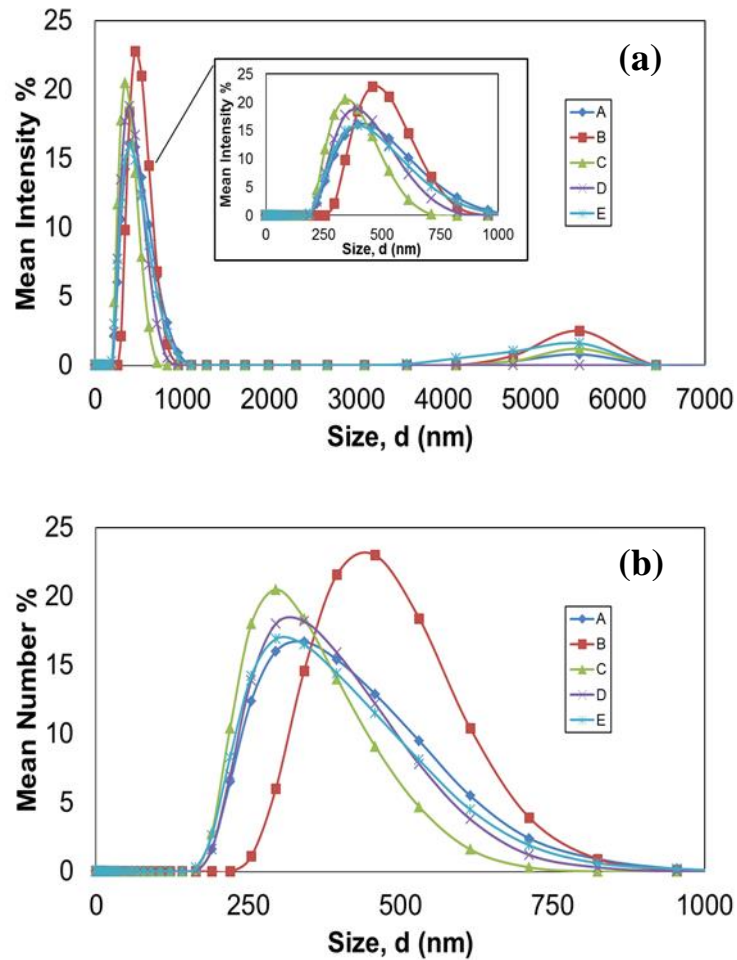 (a)
Mean Intensity %
25
20
15
10
5
0
0 1000 2000 3000 4000 5000 6000 7000
Size, d (nm)
Mean Intensity %
25
20
15
10
5
0
0 250 500 750 1000
Size, d (nm)
A
B
C
D
E
(b)
Mean Number %
25
20
15
10
5
0
0 250 500 750 1000
Size, d (nm)
A
B
C
D
E